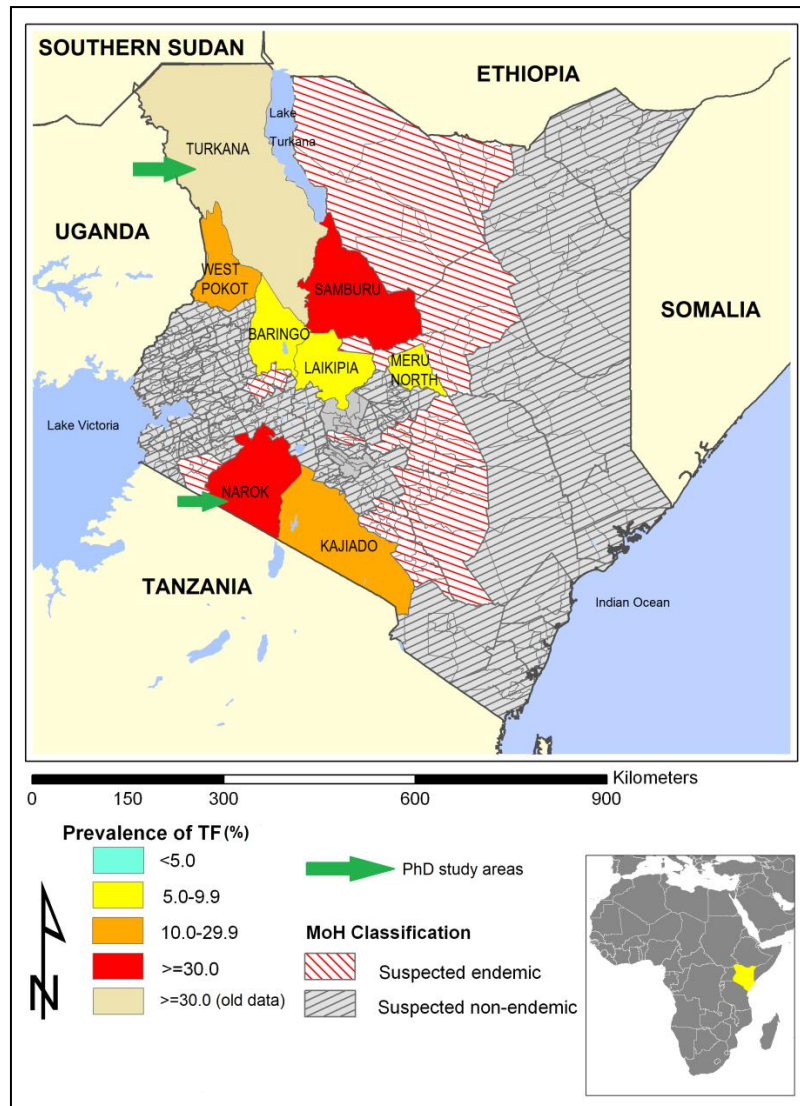 SOUTHERN SUDAN
ETHIOPIA
Lake
Turkana
TURKANA
UGANDA
WEST
POKOT
SAMBURU
SOMALIA
BARINGO
MERU
NORTH
LAIKIPIA
Lake Victoria
NAROK
KAJIADO
TANZANIA
Indian Ocean
Kilometers
0 150 300 600 900
Prevalence of TF(%)
<5.0
5.0-9.9
10.0-29.9
>=30.0
>=30.0 (old data)
N
PhD study areas
MoH Classification
Suspected endemic
Suspected non-endemic